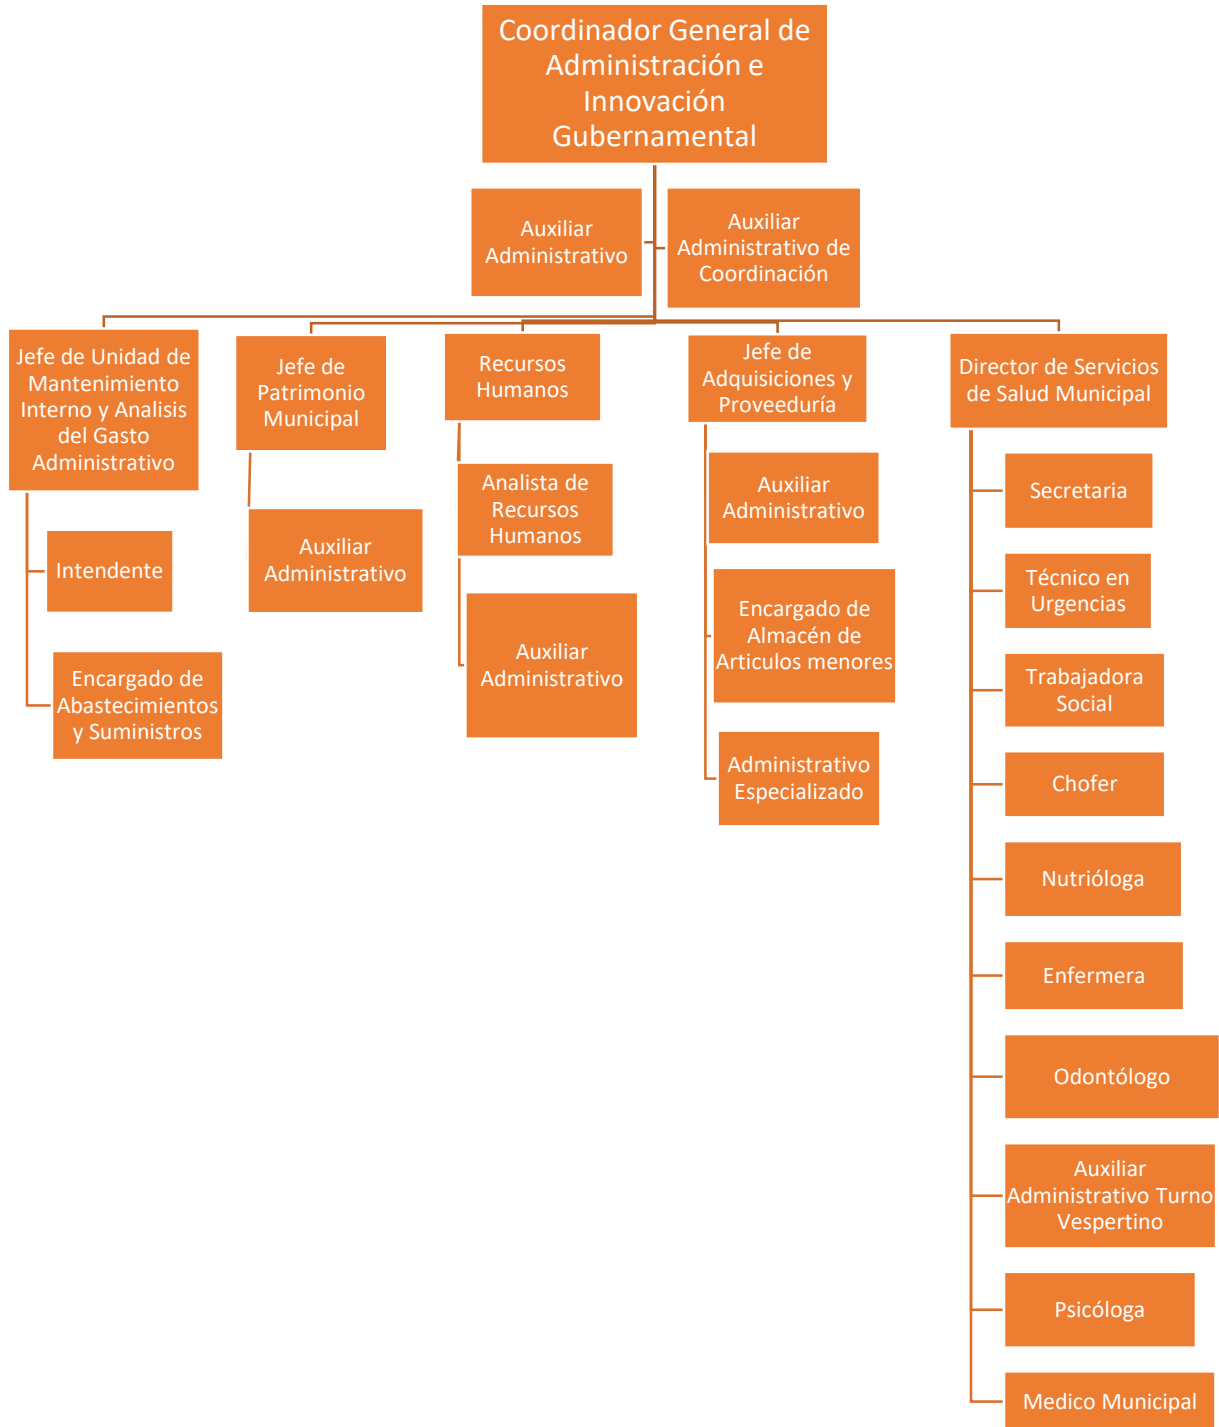 Coordinador General de
Administración e
Innovación
Gubernamental
Auxiliar
Administrativo
Auxiliar
Administrativo de
Coordinación
Jefe de Unidad de
Mantenimiento
Interno y Analisis
del Gasto
Administrativo
Intendente
Encargado de
Abastecimientos
y Suministros
Jefe de
Patrimonio
Municipal
Auxiliar
Administrativo
Recursos
Humanos
Analista de
Recursos
Humanos
Auxiliar
Administrativo
Jefe de
Adquisiciones y
Proveeduría
Auxiliar
Administrativo
Encargado de
Almacén de
Articulos menores
Administrativo
Especializado
Director de Servicios
de Salud Municipal
Secretaria
Técnico en
Urgencias
Trabajadora
Social
Chofer
Nutrióloga
Enfermera
Odontólogo
Auxiliar
Administrativo Turno
Vespertino
Psicóloga
Medico Municipal